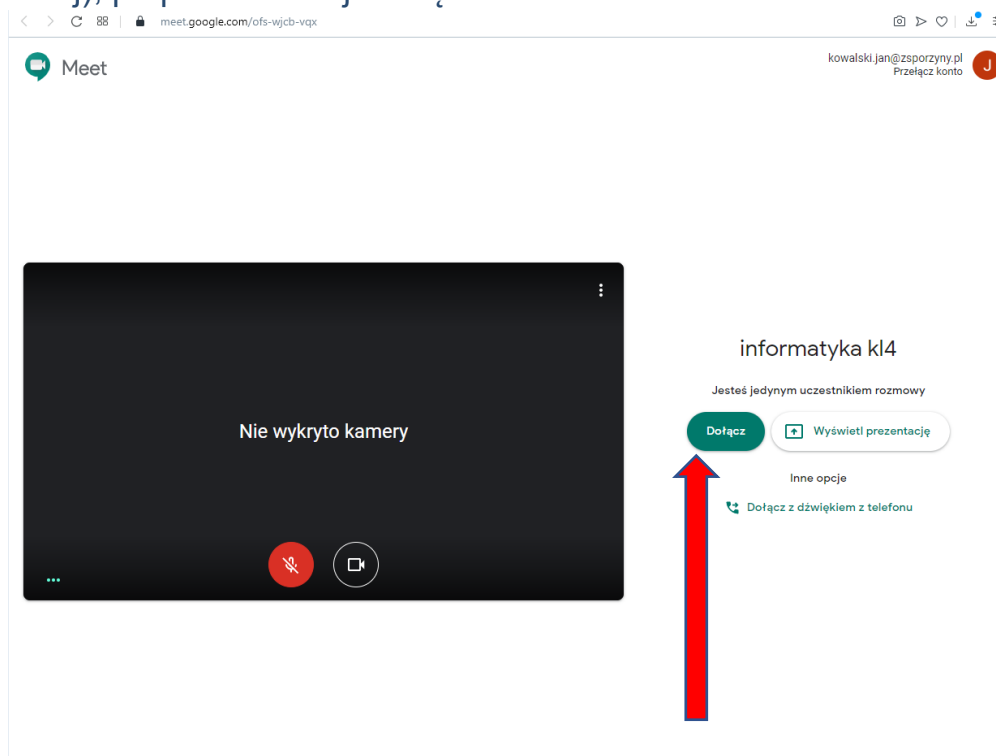 meet.google.com/ofs-wjcb-vqx
Meet
kowalski.jan@zsporzyny.pl
Przełącz konto
J
Nie wykryto kamery
informatyka kl4
Jesteś jedynym uczestnikiem rozmowy
Dołącz
Wyświetl prezentację
Inne opcje
Dołącz z dźwiękiem z telefonu